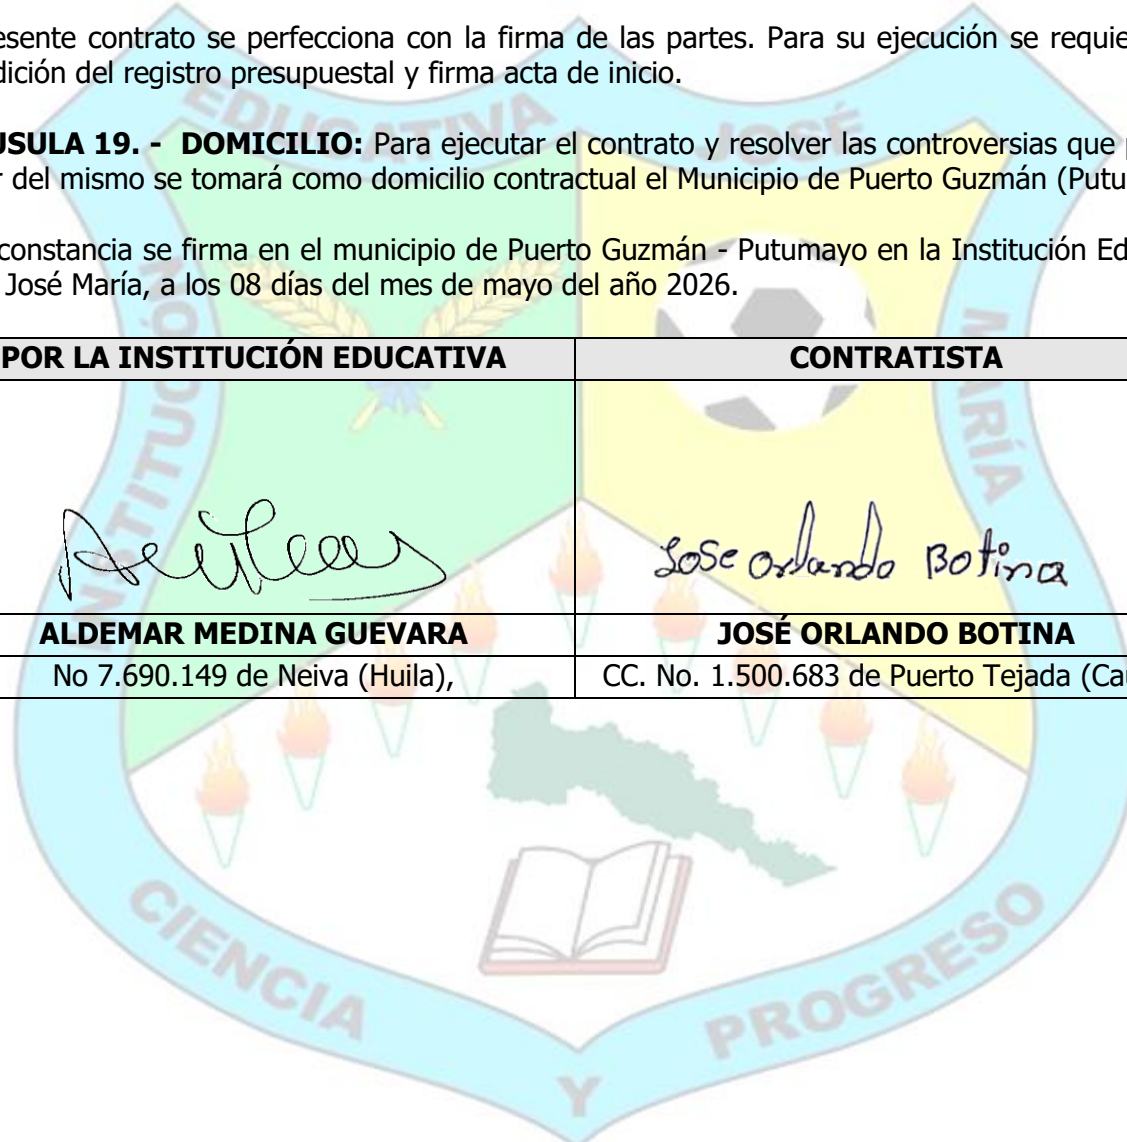 esente contrato se perfecciona con la firma de las partes. Para su ejecución se requie
dición del registro presupuestal y firma acta de inicio.
USULA 19. - DOMICILIO: Para ejecutar el contrato y resolver las controversias que p
r del mismo se tomará como domicilio contractual el Municipio de Puerto Guzmán (Putu
constancia se firma en el municipio de Puerto Guzmán - Putumayo en la Institución Ed
José María, a los 08 días del mes de mayo del año 2026.
POR LA INSTITUCIÓN EDUCATIVA CONTRATISTA
Jose Orlando Botina
ALDEMAR MEDINA GUEVARA JOSÉ ORLANDO BOTINA
No 7.690.149 de Neiva (Huila), CC. No. 1.500.683 de Puerto Tejada (Cau
INSTITUCIÓN EDUCATIVA JOSÉ MARÍA
CIENCIA Y PROGRESO